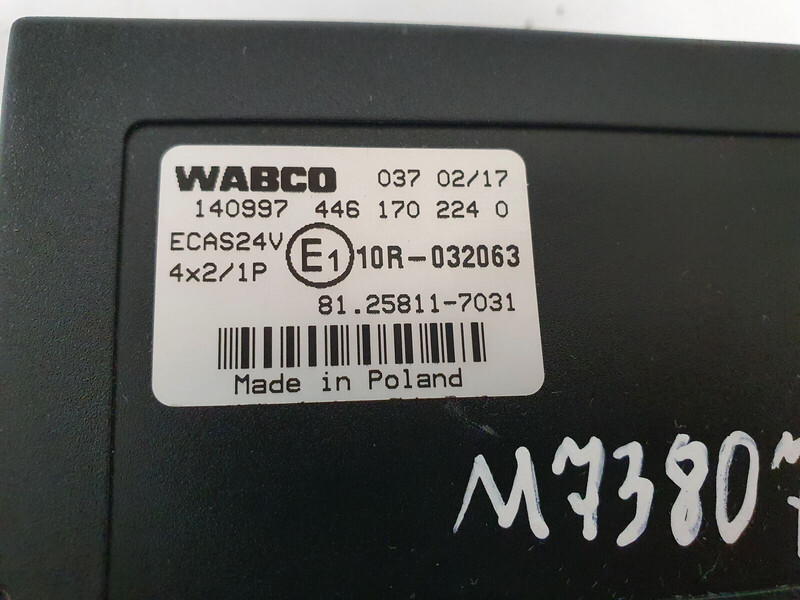 WABCO 037 02/17
140997 446 170 224 0
ECAS24V E1 10R-032063
4x2/1P
81.25811-7031
Made in Poland
M7380